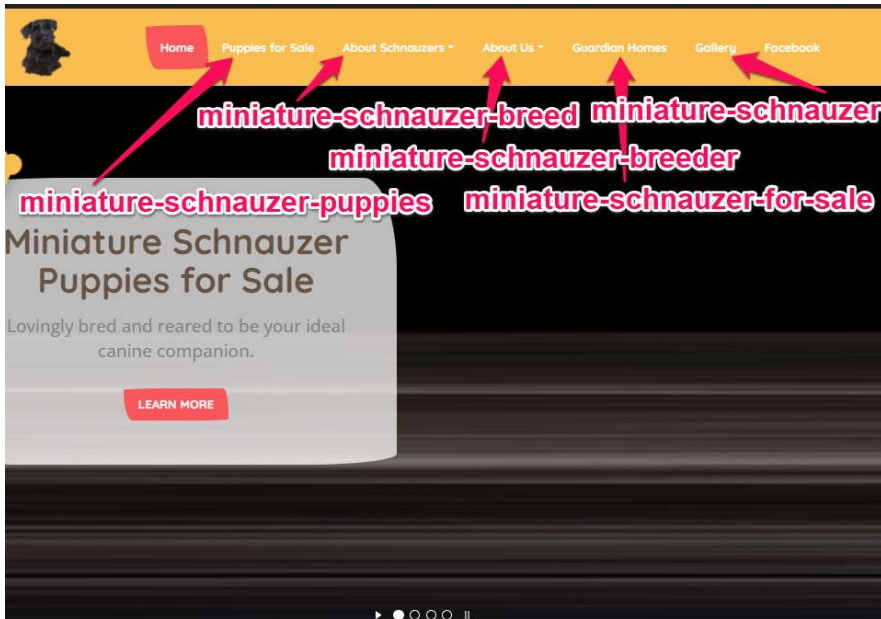 Home Puppies for Sale About Schnauzers About Us Guardian Homes Gallery Facebook
miniature-schnauzer-breed miniature-schnauzer
miniature-schnauzer-breeder
miniature-schnauzer-puppies miniature-schnauzer-for-sale
Miniature Schnauzer
Puppies for Sale
Lovingly bred and reared to be your ideal
canine companion.
LEARN MORE